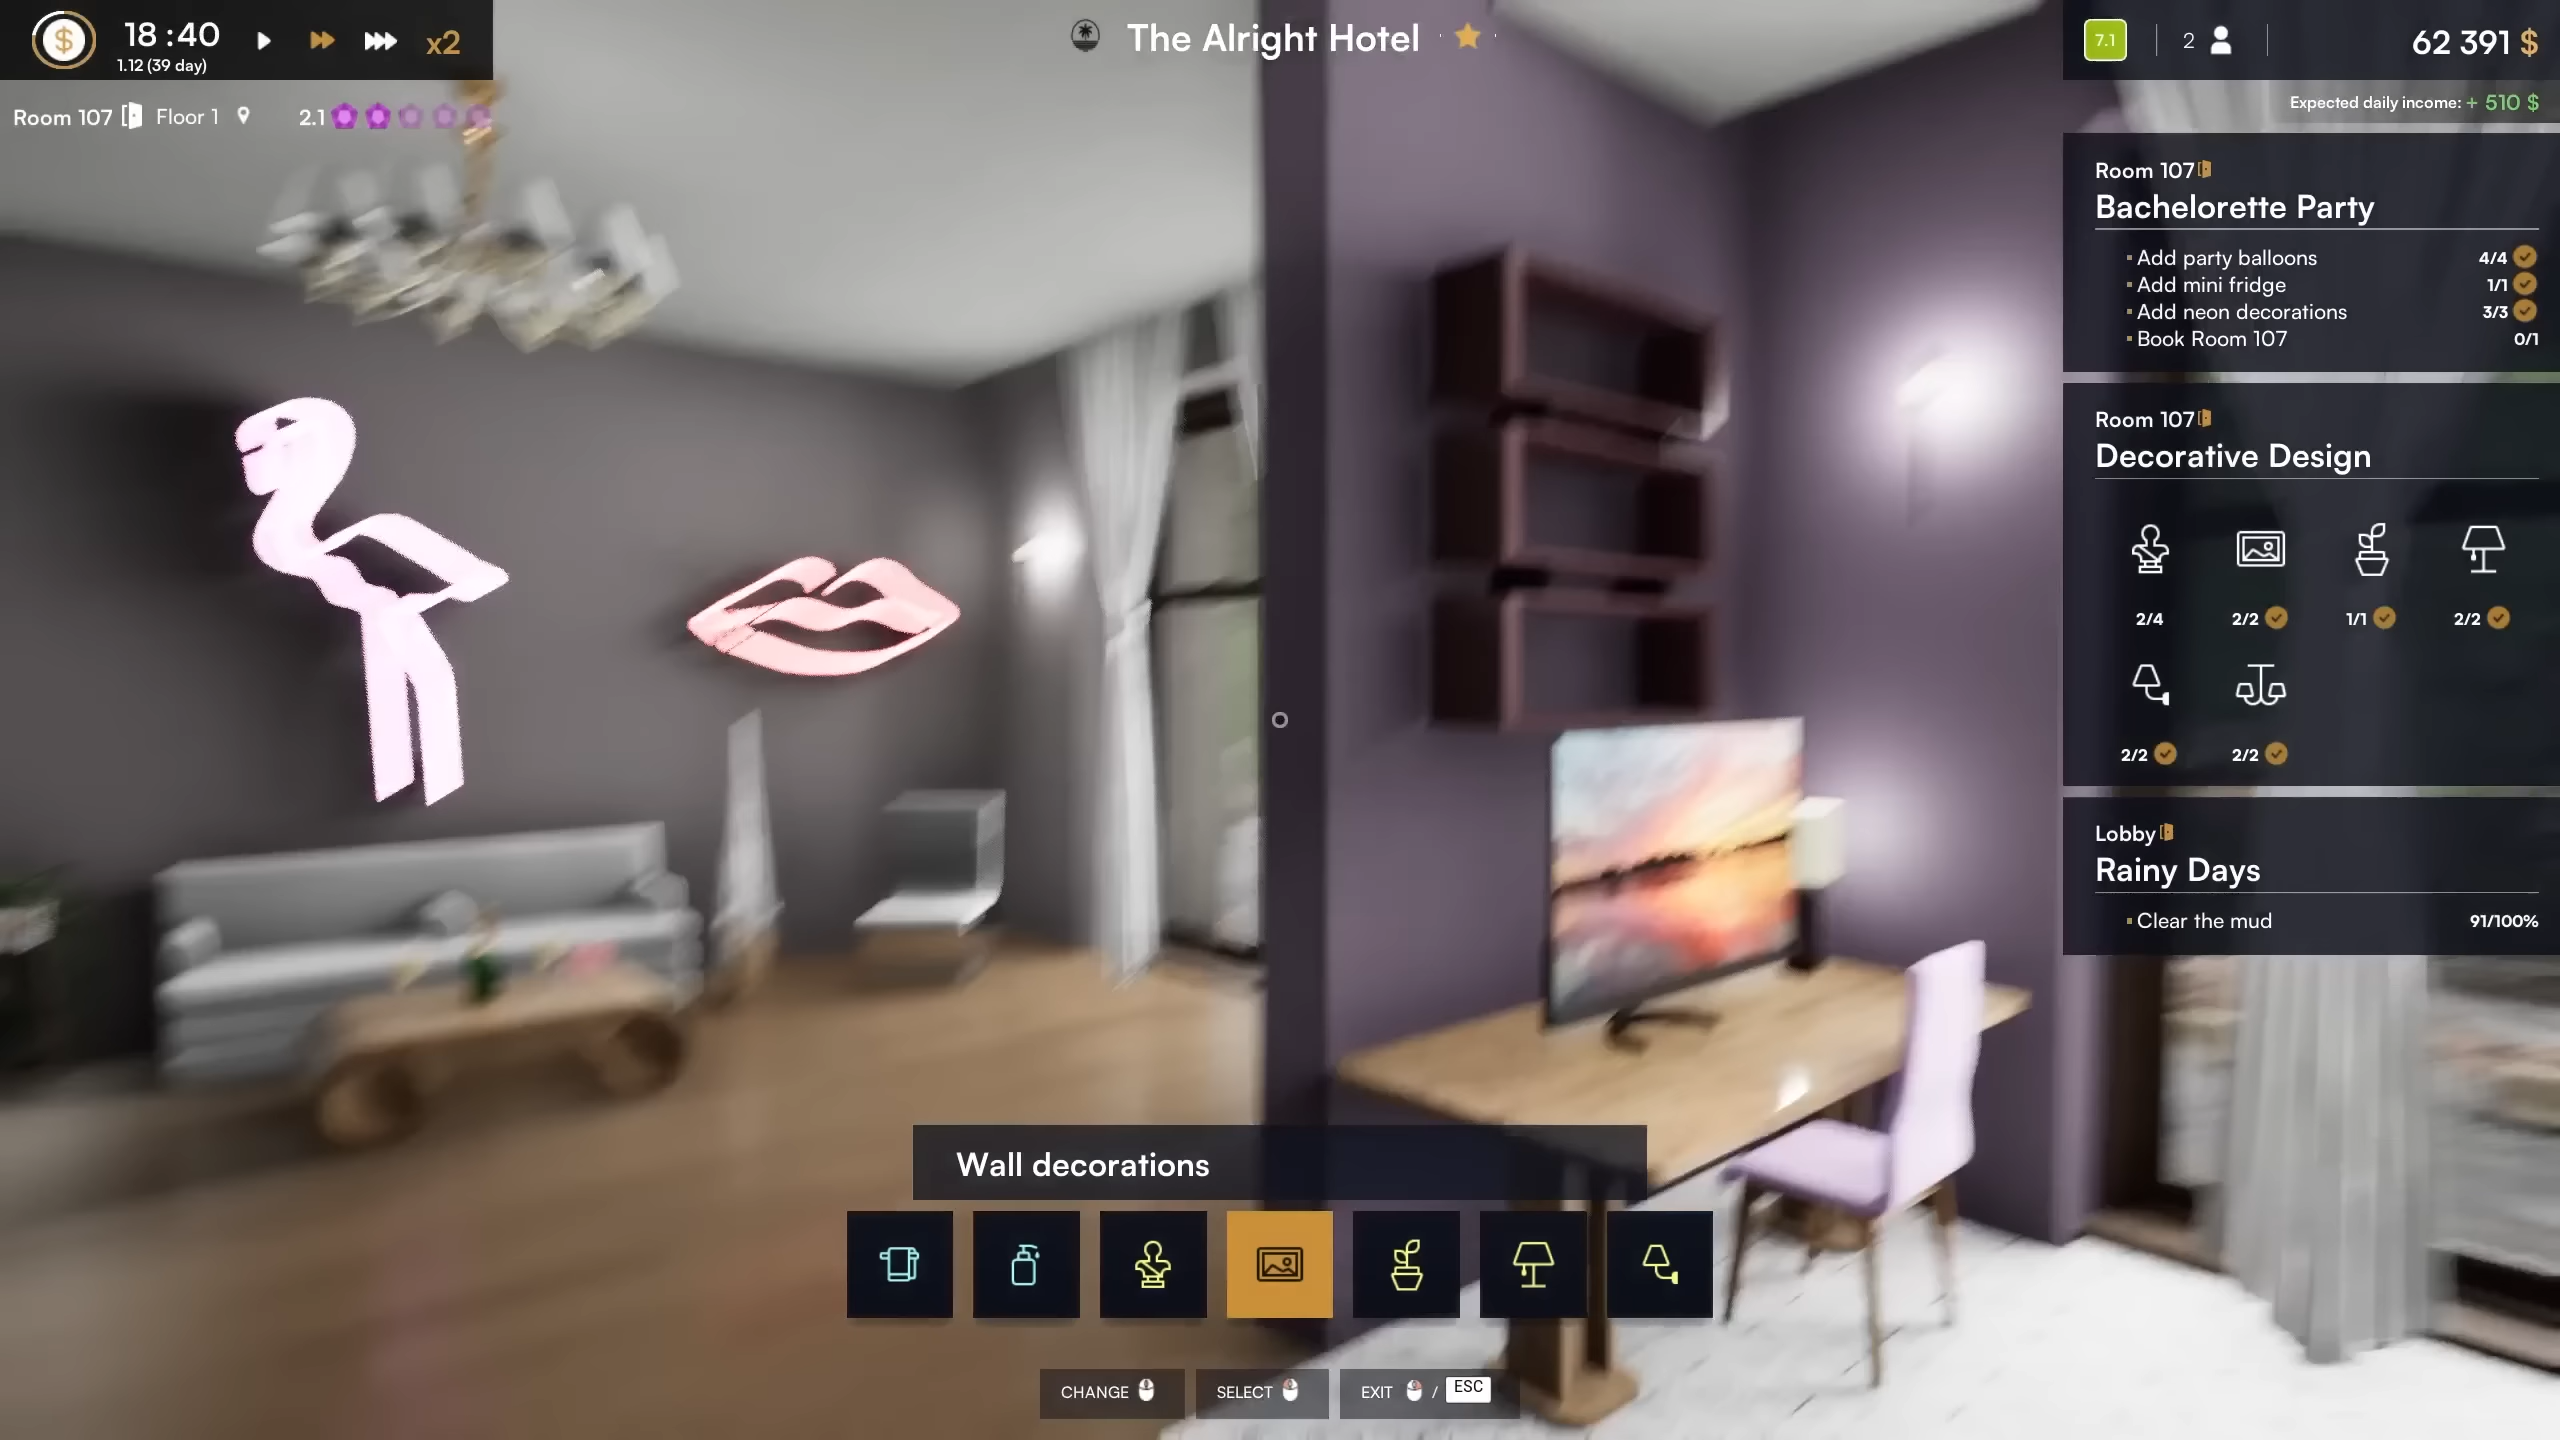 18 :40
x2
1.12 (39 day)
The Alright Hotel
7.1
2
62 391 $
Expected daily income: + 510 $
Room 107
Floor 1
2.1
Room 107
Bachelorette Party
Add party balloons 4/4
Add mini fridge 1/1
Add neon decorations 3/3
Book Room 107 0/1
Room 107
Decorative Design
2/4 2/2 1/1 2/2
2/2 2/2
Lobby
Rainy Days
Clear the mud 91/100%
Wall decorations
CHANGE SELECT EXIT / ESC